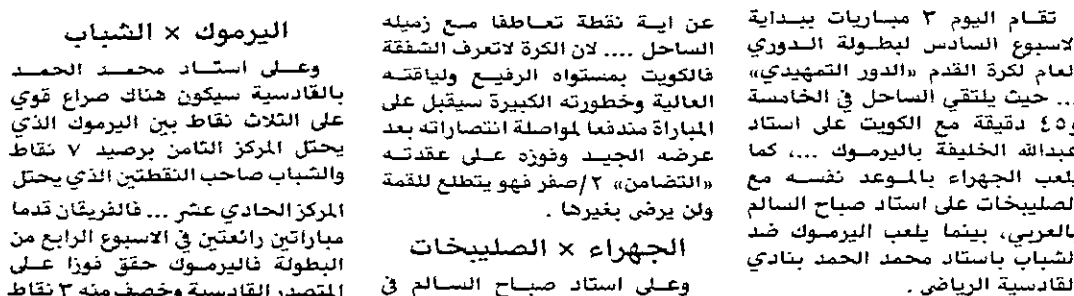 تقام اليوم ٣ مباريات ببداية
الاسبوع السادس لبطولة الدوري
العام لكرة القدم «الدور التمهيدي»
... حيث يلتقي الساحل في الخامسة
و٤٥ دقيقة مع الكويت على استاد
عبدالله الخليفة باليرموك ...، كما
يلعب الجهراء بالموعد نفسه مع
الصليبخات على استاد صباح السالم
بالعربي، بينما يلعب اليرموك ضد
الشباب باستاد محمد الحمد بنادي
القادسية الرياضي .
عن اية نقطة تعاطفا مع زميله
الساحل .... لان الكرة لاتعرف الشفقة
فالكويت بمستواه الرفيع ولياقته
العالية وخطورته الكبيرة سيقبل على
المباراة مندفعا لمواصلة انتصاراته بعد
عرضه الجيد وفوزه على عقدته
«التضامن» ٢/صفر فهو يتطلع للقمة
ولن يرضى بغيرها .
الجهراء × الصليبخات
وعلى استاد صباح السالم في
اليرموك × الشباب
وعلى استاد محمد الحمد
بالقادسية سيكون هناك صراع قوي
على الثلاث نقاط بين اليرموك الذي
يحتل المركز الثامن برصيد ٧ نقاط
والشباب صاحب النقطتين الذي يحتل
المركز الحادي عشر ... فالفريقان قدما
مباراتين رائعتين في الاسبوع الرابع من
البطولة فاليرموك حقق فوزا على
المتصدر القادسية وخصف منه ٣ نقاط